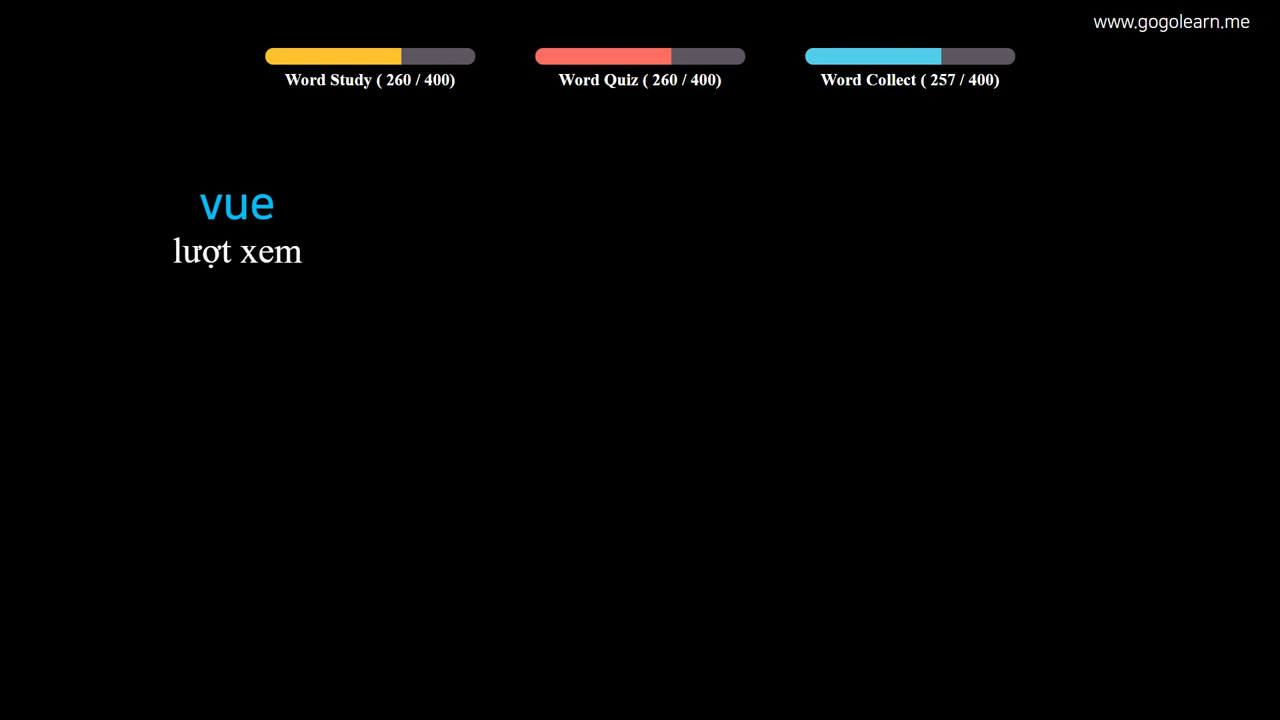 www.gogolearn.me
Word Study ( 260 / 400)
Word Quiz ( 260 / 400)
Word Collect ( 257 / 400)
vue
lượt xem